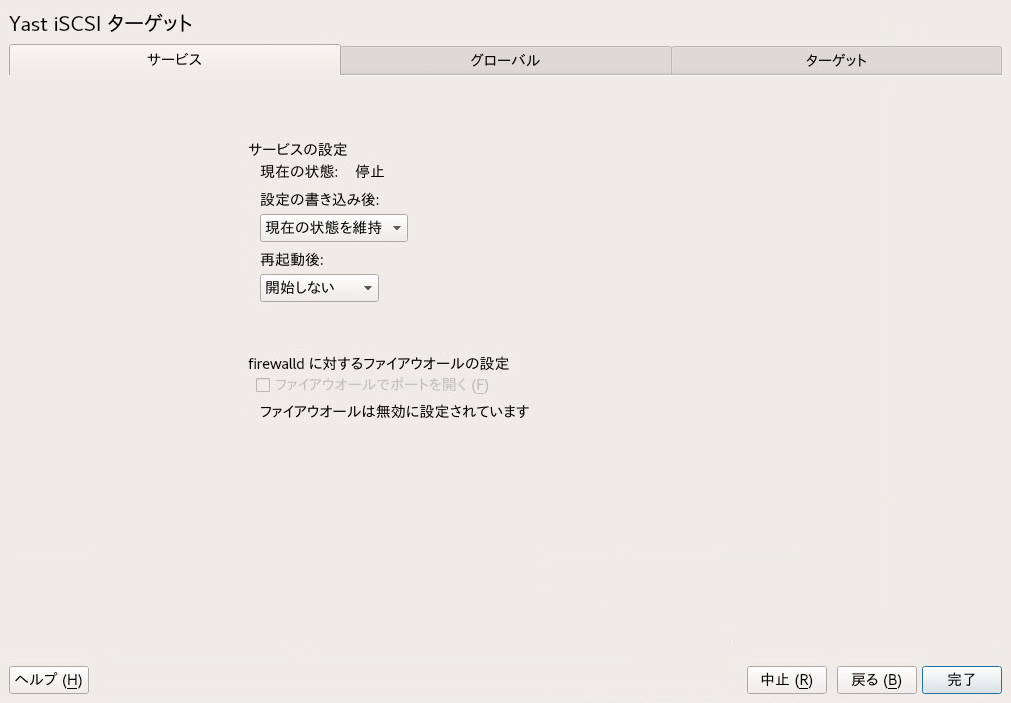 Yast iSCSI ターゲット
サービス
グローバル
ターゲット
サービスの設定
現在の状態: 停止
設定の書き込み後:
現在の状態を維持
再起動後:
開始しない
firewalld に対するファイアウオールの設定
ファイアウオールでポートを開く (F)
ファイアウオールは無効に設定されています
ヘルプ (H)
中止 (R)
戻る (B)
完了